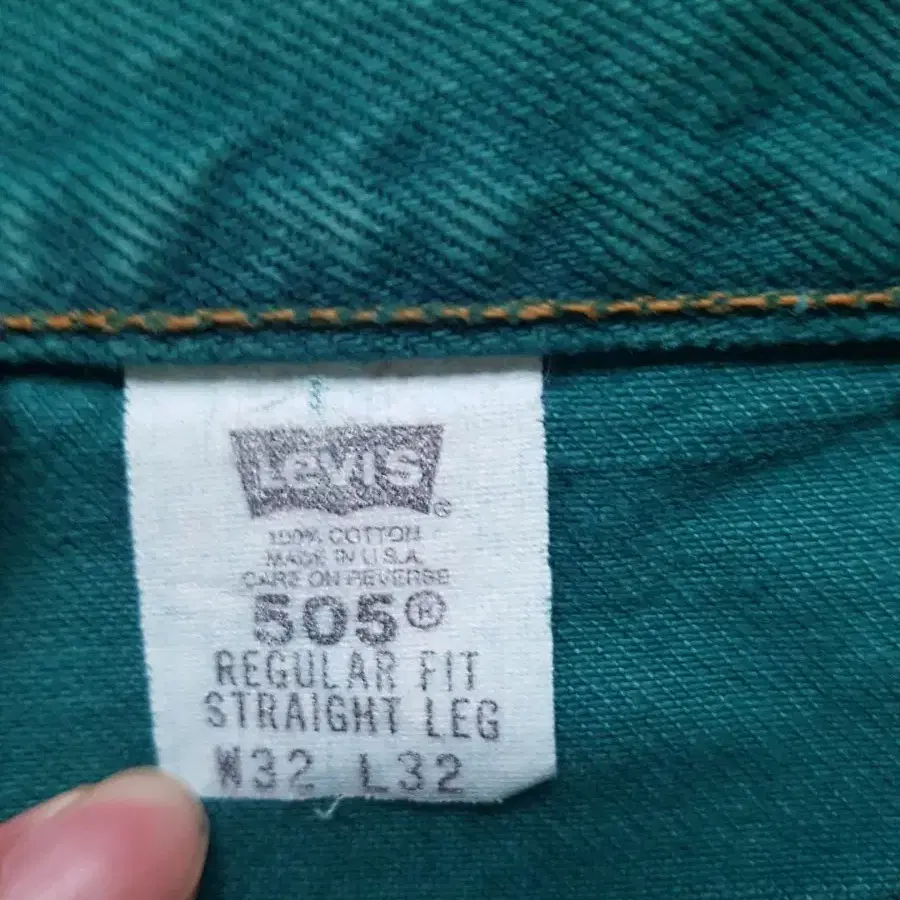 LEVI'S
100% COTTON
MADE IN U.S.A.
CARE ON REVERSE
505®
REGULAR FIT
STRAIGHT LEG
W32 L32